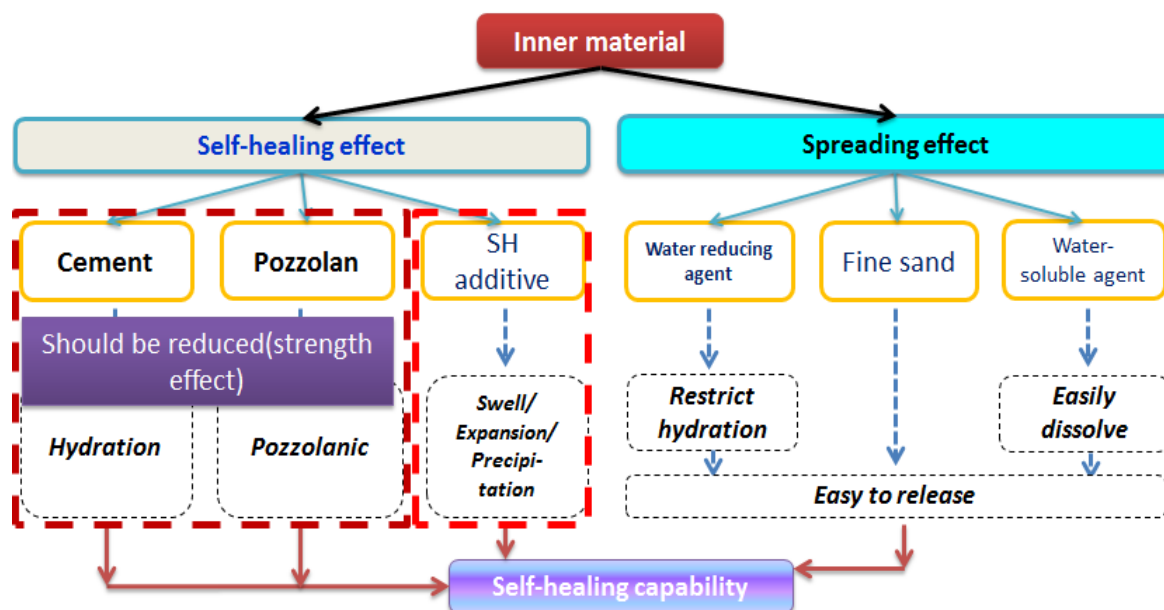 Inner material
Self-healing effect
Spreading effect
Cement
Pozzolan
SH
additive
Water reducing
agent
Fine sand
Water-
soluble agent
Should be reduced(strength
effect)
Hydration
Pozzolanic
Swell/
Expansion/
Precipi-
tation
Restrict
hydration
Easily
dissolve
Easy to release
Self-healing capability